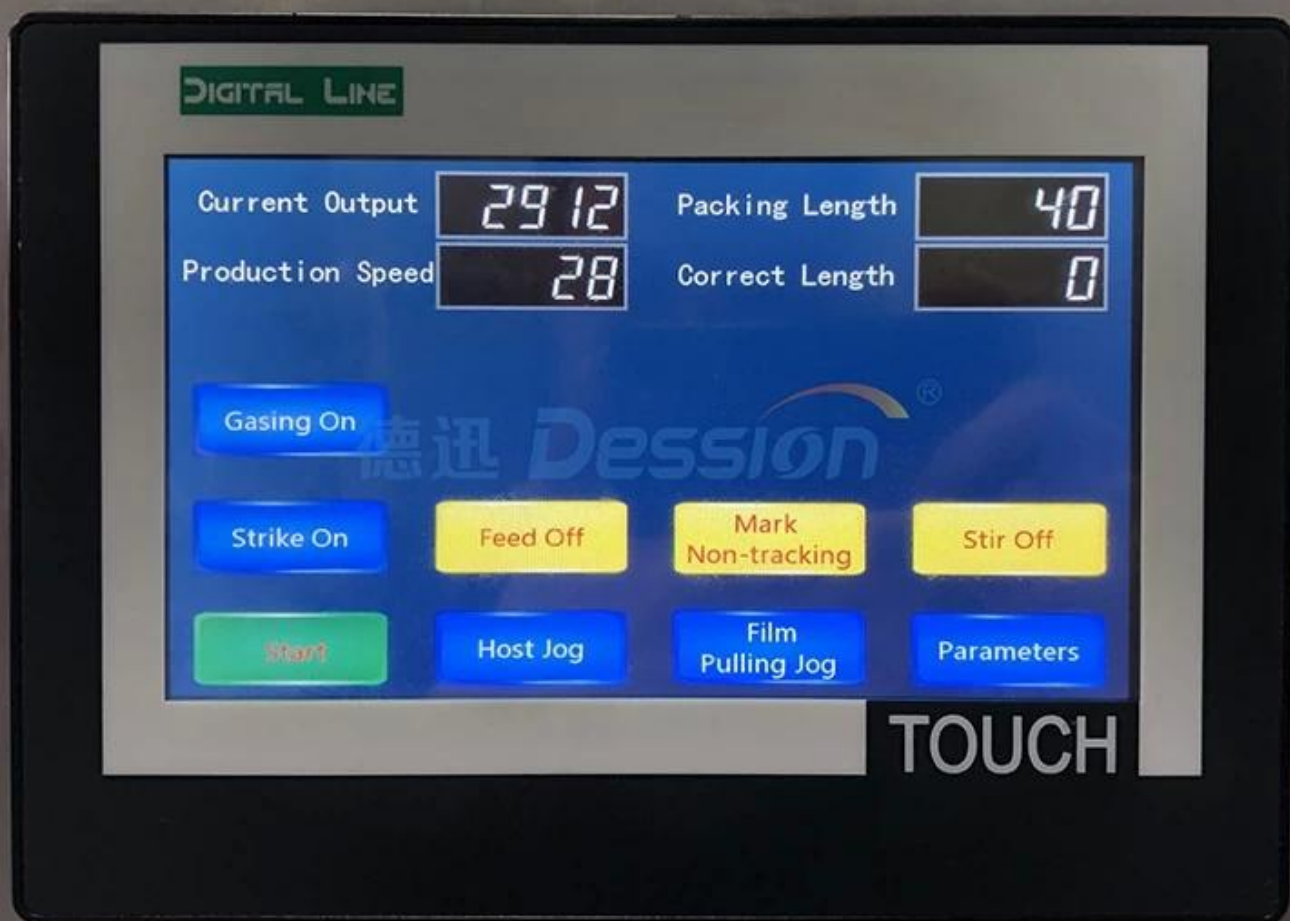 DIGITAL LINE
Current Output 2912 Packing Length 40
Production Speed 28 Correct Length 0
Gasing On
德迅 Dession ®
Strike On Feed Off Mark
Non-tracking Stir Off
Start Host Jog Film
Pulling Jog Parameters
TOUCH